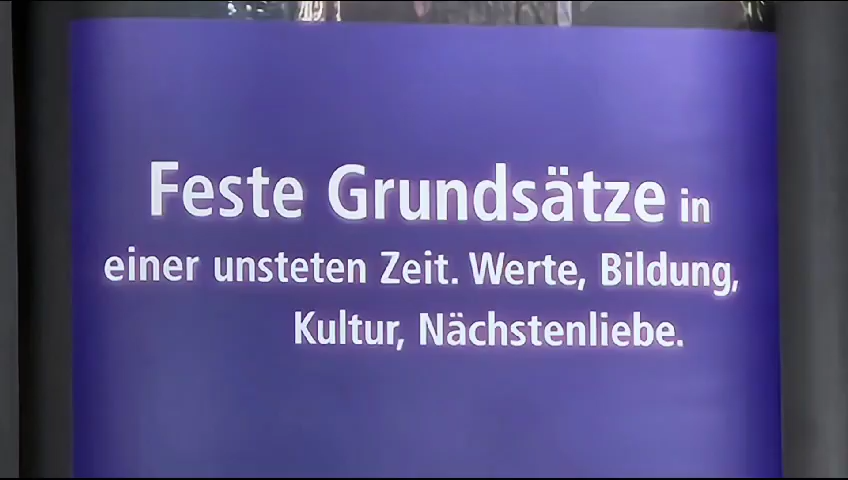 Feste Grundsätze in
einer unsteten Zeit. Werte, Bildung,
Kultur, Nächstenliebe.